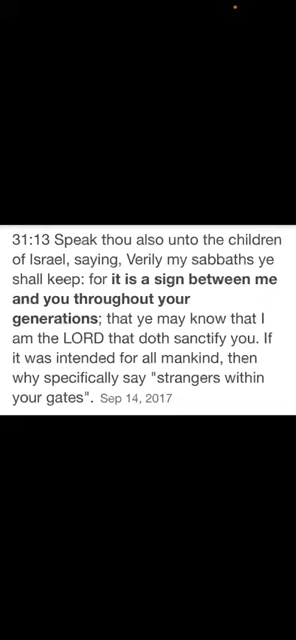 31:13 Speak thou also unto the children
of Israel, saying, Verily my sabbaths ye
shall keep: for it is a sign between me
and you throughout your
generations; that ye may know that I
am the LORD that doth sanctify you. If
it was intended for all mankind, then
why specifically say "strangers within
your gates". Sep 14, 2017